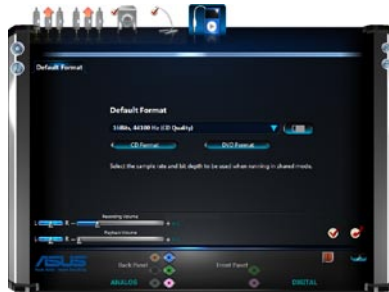 Default Format
Default Format
16Bits, 44100 Hz (CD Quality)
CD Format
DVD Format
Select the sample rate and bit depth to be used when running in shared mode.
Recording Volume
L R
Playback Volume
L R
ASUS
Back Panel
Front Panel
ANALOG
DIGITAL